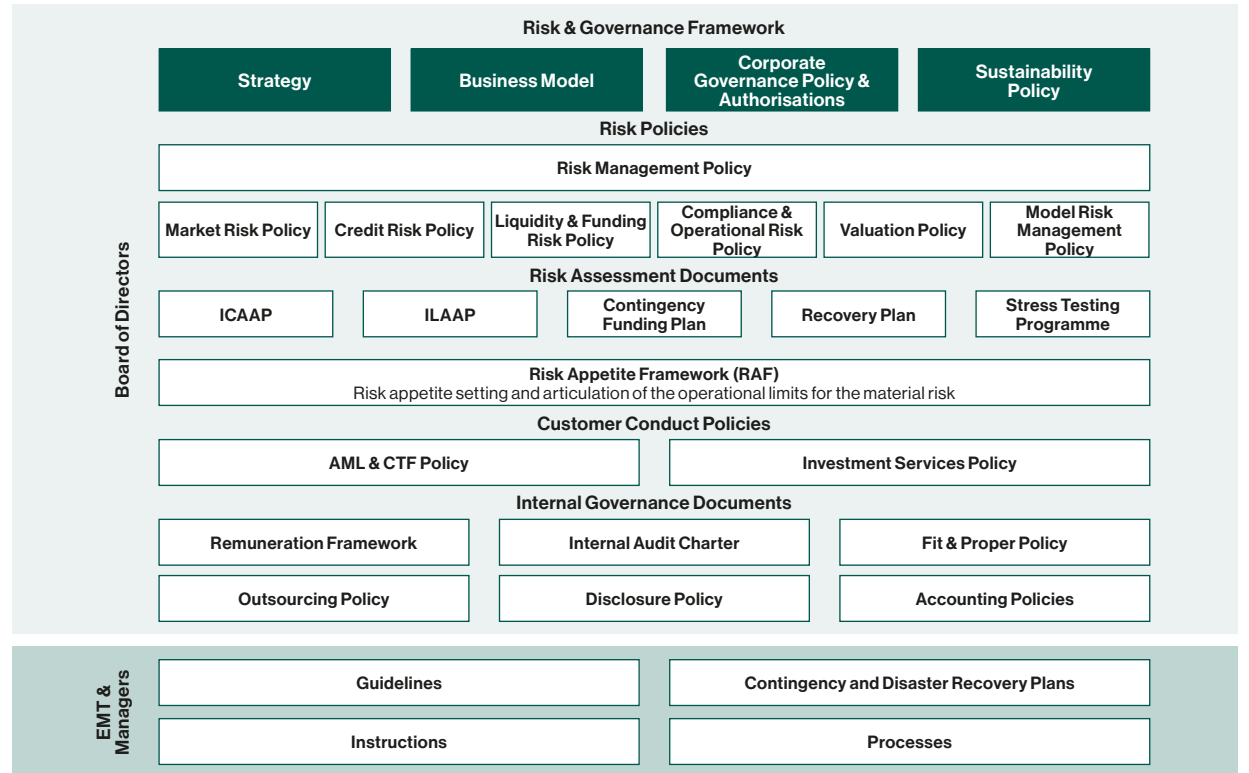 Risk & Governance Framework
Strategy
Business Model
Corporate
Governance Policy &
Authorisations
Sustainability
Policy
Risk Policies
Risk Management Policy
Market Risk Policy
Credit Risk Policy
Liquidity & Funding
Risk Policy
Compliance &
Operational Risk
Policy
Valuation Policy
Model Risk
Management
Policy
Risk Assessment Documents
ICAAP
ILAAP
Contingency
Funding Plan
Recovery Plan
Stress Testing
Programme
Board of Directors
Risk Appetite Framework (RAF)
Risk appetite setting and articulation of the operational limits for the material risk
Customer Conduct Policies
AML & CTF Policy
Investment Services Policy
Internal Governance Documents
Remuneration Framework
Internal Audit Charter
Fit & Proper Policy
Outsourcing Policy
Disclosure Policy
Accounting Policies
EMT &
Managers
Guidelines
Contingency and Disaster Recovery Plans
Instructions
Processes